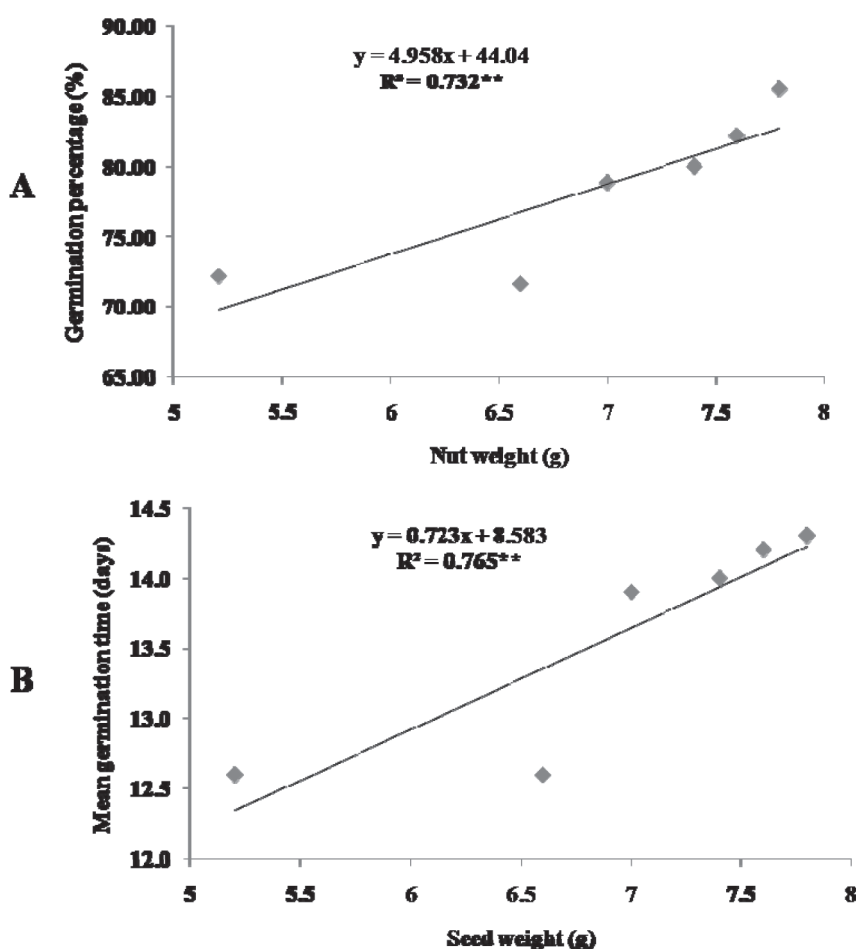 90.00
y = 4.958x + 44.04
R² = 0.732**
85.00
80.00
75.00
70.00
65.00
Germination percentage (%)
A
5 5.5 6 6.5 7 7.5 8
Nut weight (g)
14.5
y = 0.723x + 8.583
R² = 0.765**
14.0
13.5
13.0
12.5
12.0
Mean germination time (days)
B
5 5.5 6 6.5 7 7.5 8
Seed weight (g)